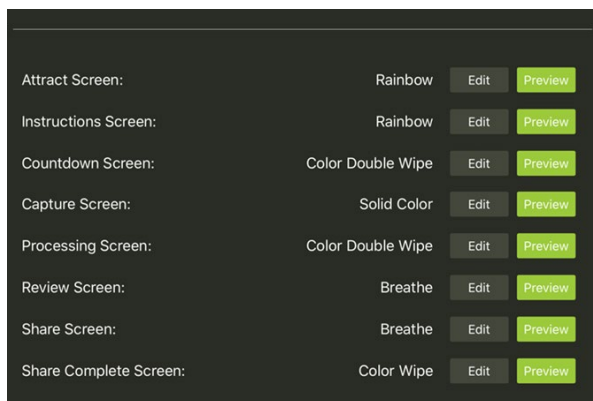 Attract Screen: Rainbow Edit Preview
Instructions Screen: Rainbow Edit Preview
Countdown Screen: Color Double Wipe Edit Preview
Capture Screen: Solid Color Edit Preview
Processing Screen: Color Double Wipe Edit Preview
Review Screen: Breathe Edit Preview
Share Screen: Breathe Edit Preview
Share Complete Screen: Color Wipe Edit Preview